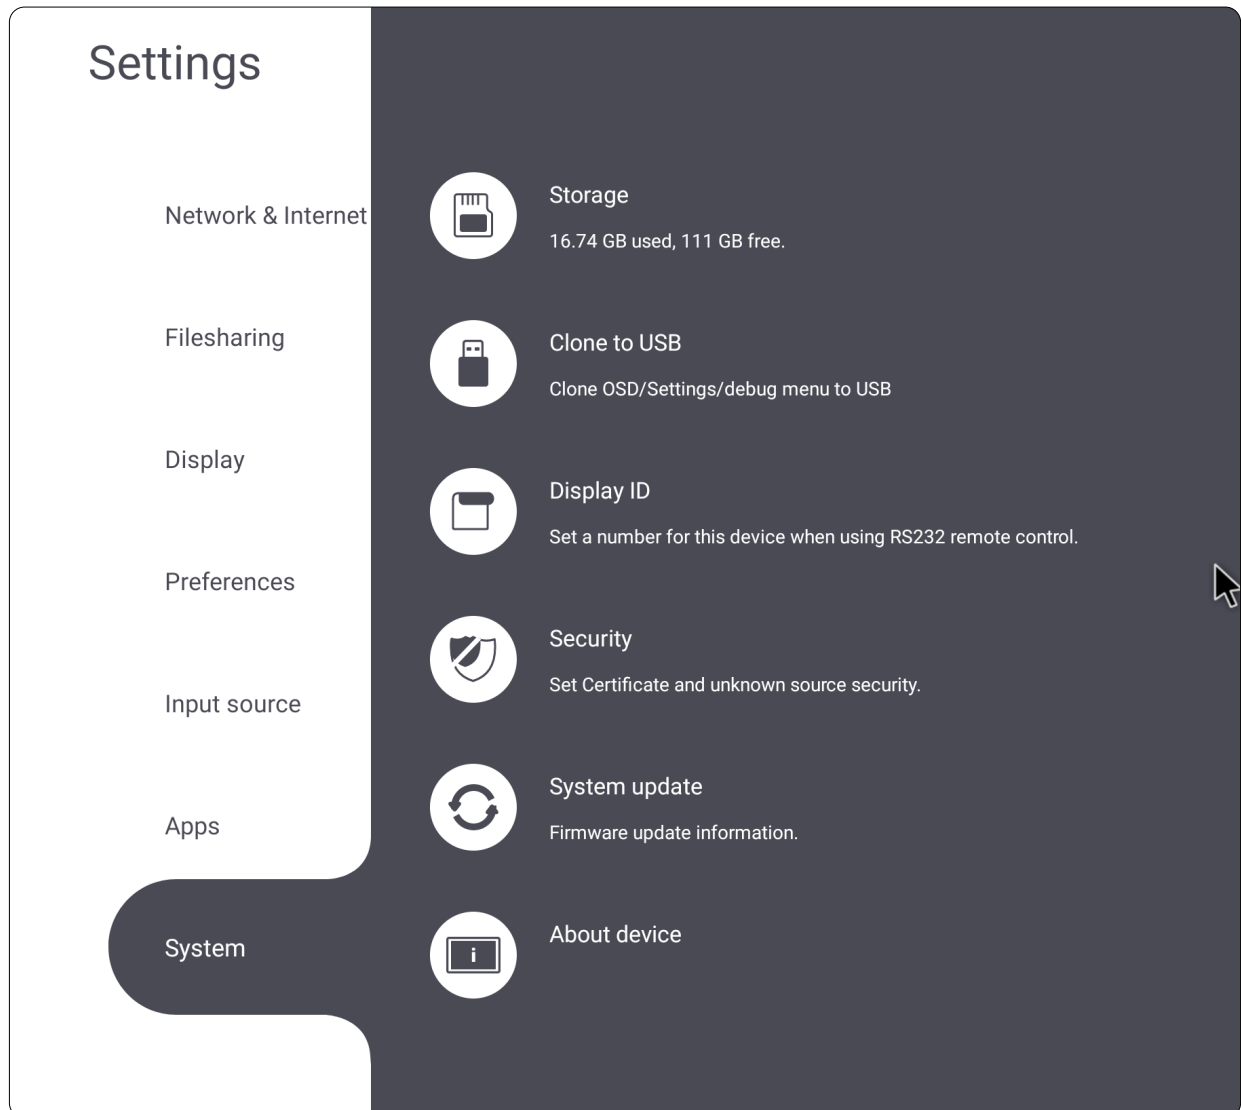 Settings
Network & Internet
Filesharing
Display
Preferences
Input source
Apps
System
Storage
16.74 GB used, 111 GB free.
Clone to USB
Clone OSD/Settings/debug menu to USB
Display ID
Set a number for this device when using RS232 remote control.
Security
Set Certificate and unknown source security.
System update
Firmware update information.
About device
i